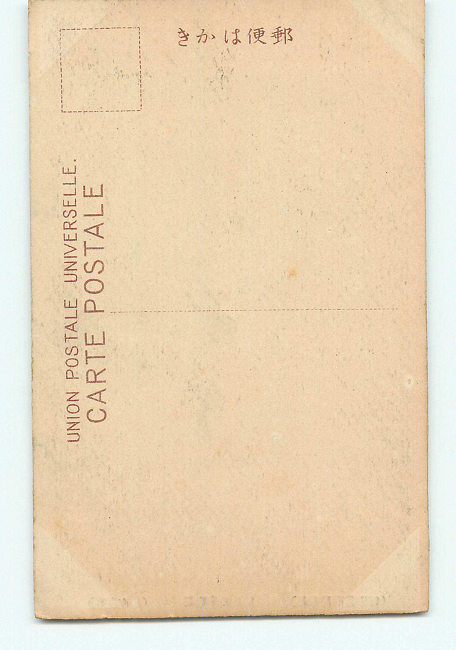 きかは便郵
UNION POSTALE UNIVERSELLE.
CARTE POSTALE